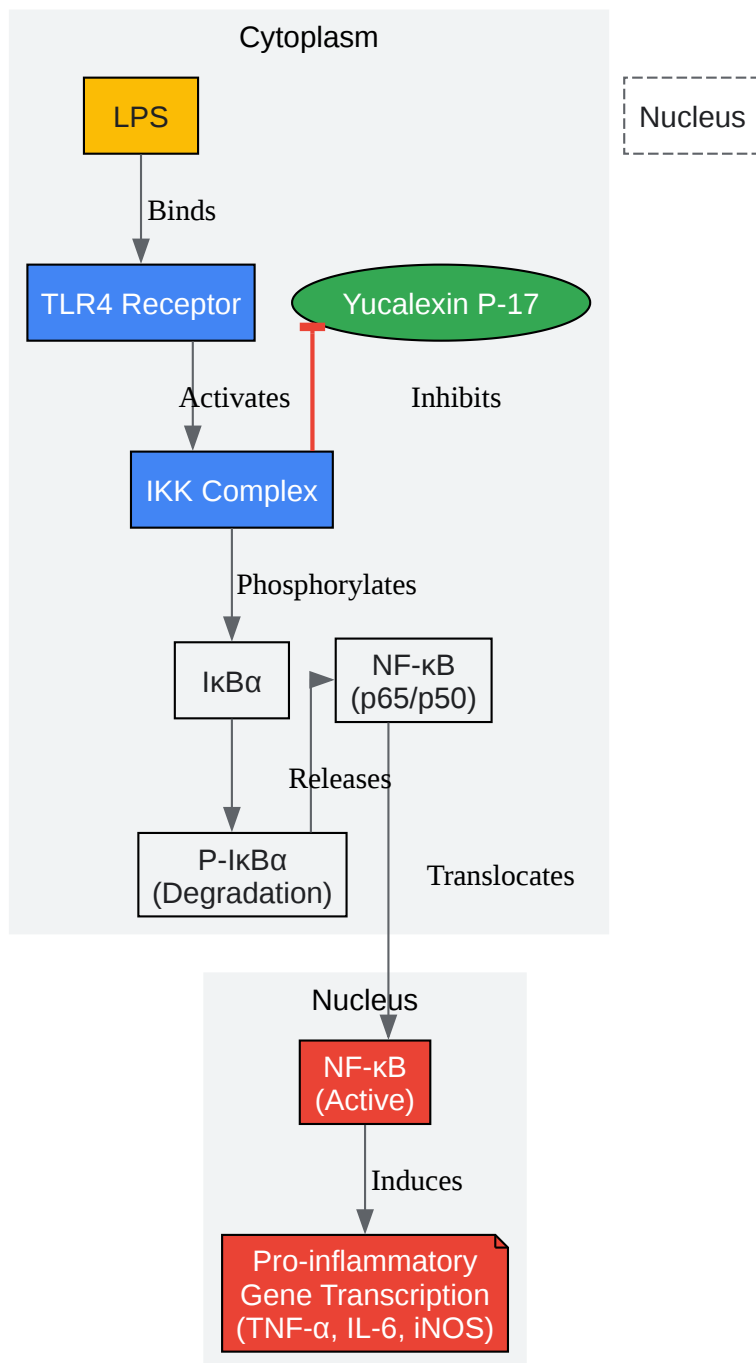 Cytoplasm
LPS
Nucleus
Binds
TLR4 Receptor
Yucalexin P-17
Activates
Inhibits
IKK Complex
Phosphorylates
IκBα
NF-κB
(p65/p50)
Releases
P-IκBα
(Degradation)
Translocates
Nucleus
NF-κB
(Active)
Induces
Pro-inflammatory
Gene Transcription
(TNF-α, IL-6, iNOS)